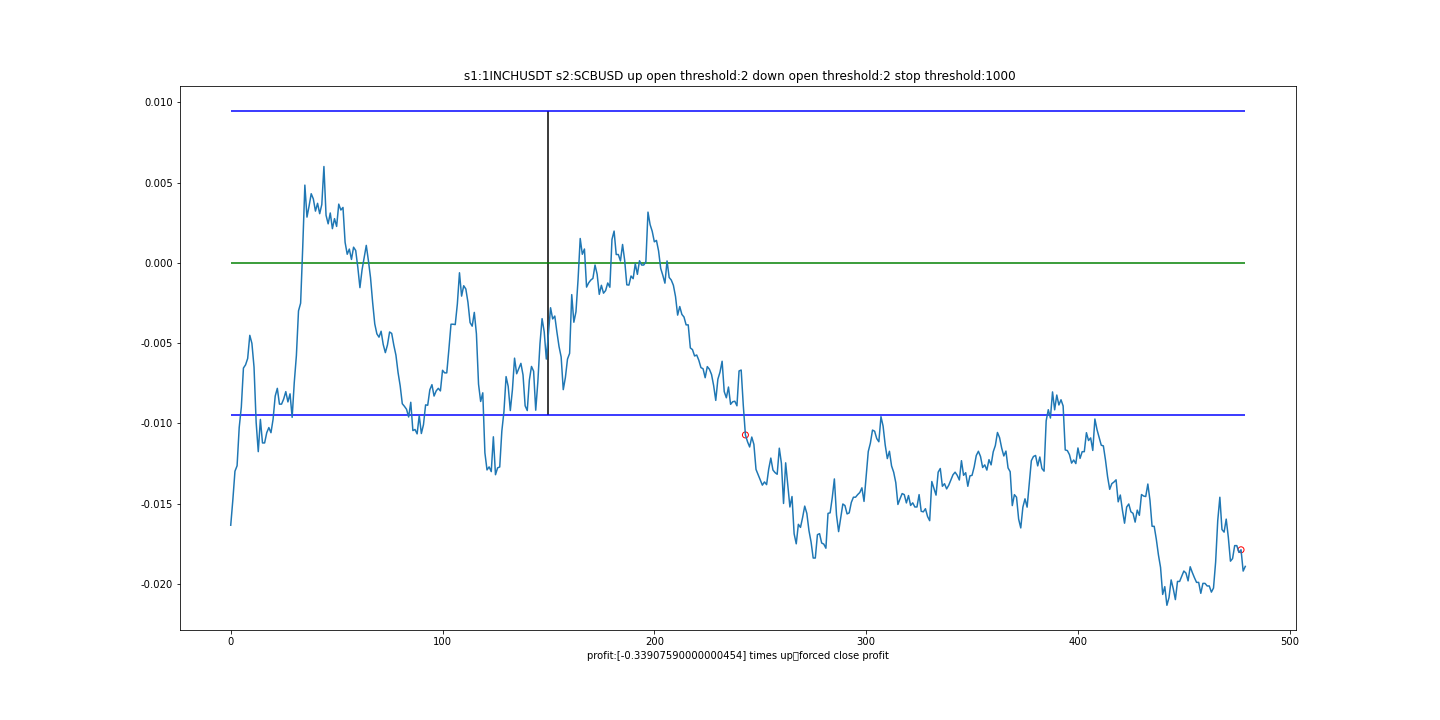 s1:1INCHUSDT s2:SCBUSD up open threshold:2 down open threshold:2 stop threshold:1000
0.010
0.005
0.000
-0.005
-0.010
-0.015
-0.020
0 100 200 300 400 500
profit:[-0.33907590000000454] times up▯forced close profit